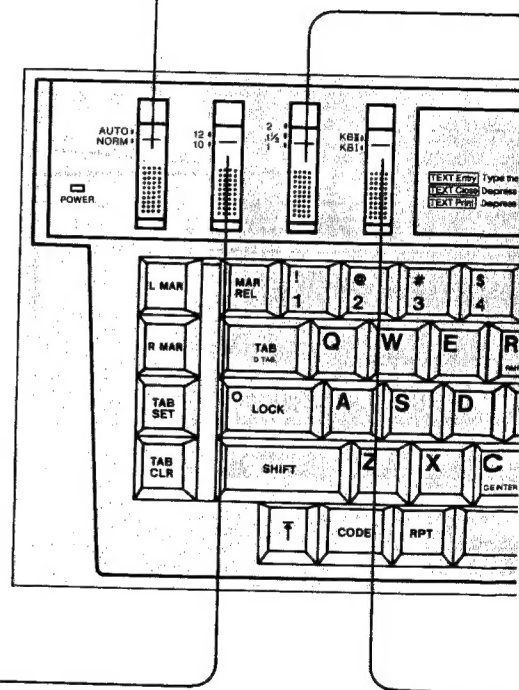 AUTO
NORM
12
10
2
1½
1
KBⅡ
KBⅠ
POWER
TEXT Entry Type the
TEXT Close Depress
TEXT Print Depress
L MAR
MAR REL
! 1
@ 2
# 3
$ 4
R MAR
TAB
D TAB
Q
W
E
R
TAB SET
LOCK
A
S
D
TAB CLR
SHIFT
Z
X
C
CODE
RPT